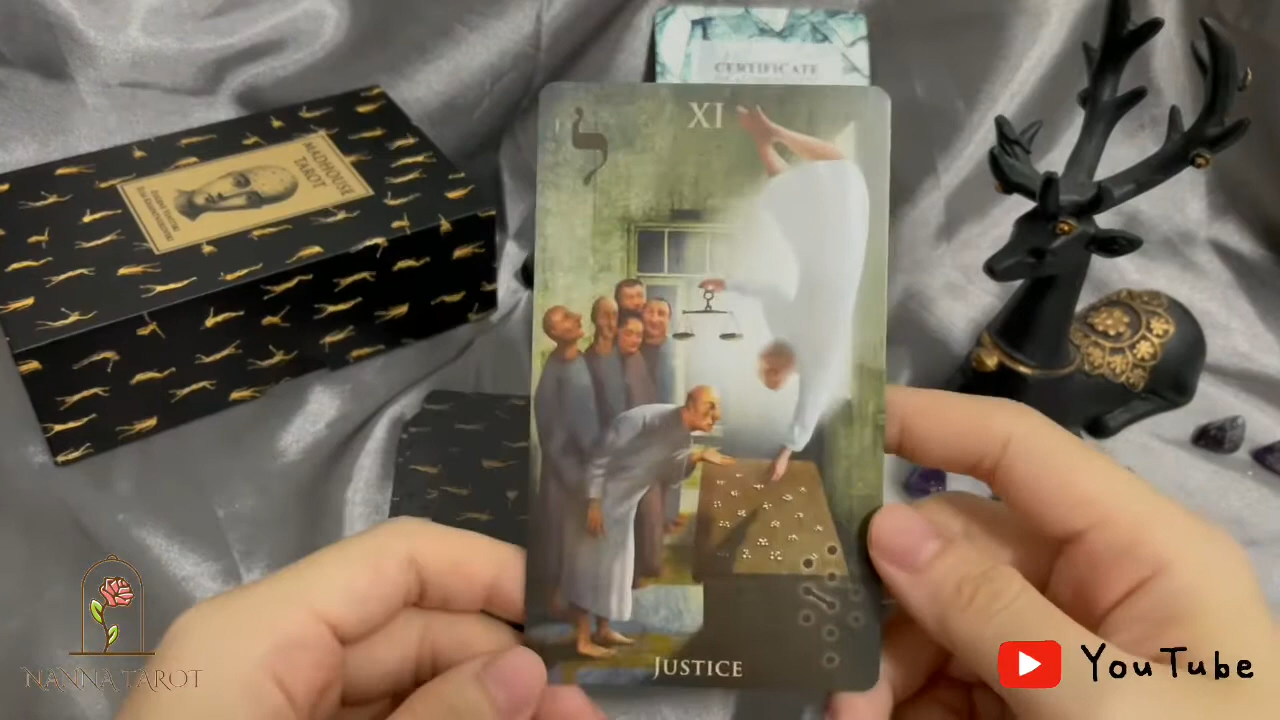 CERTIFICATE
XI
ל
MADHOUSE
TAROT
JUSTICE
NANNA TAROT
YouTube